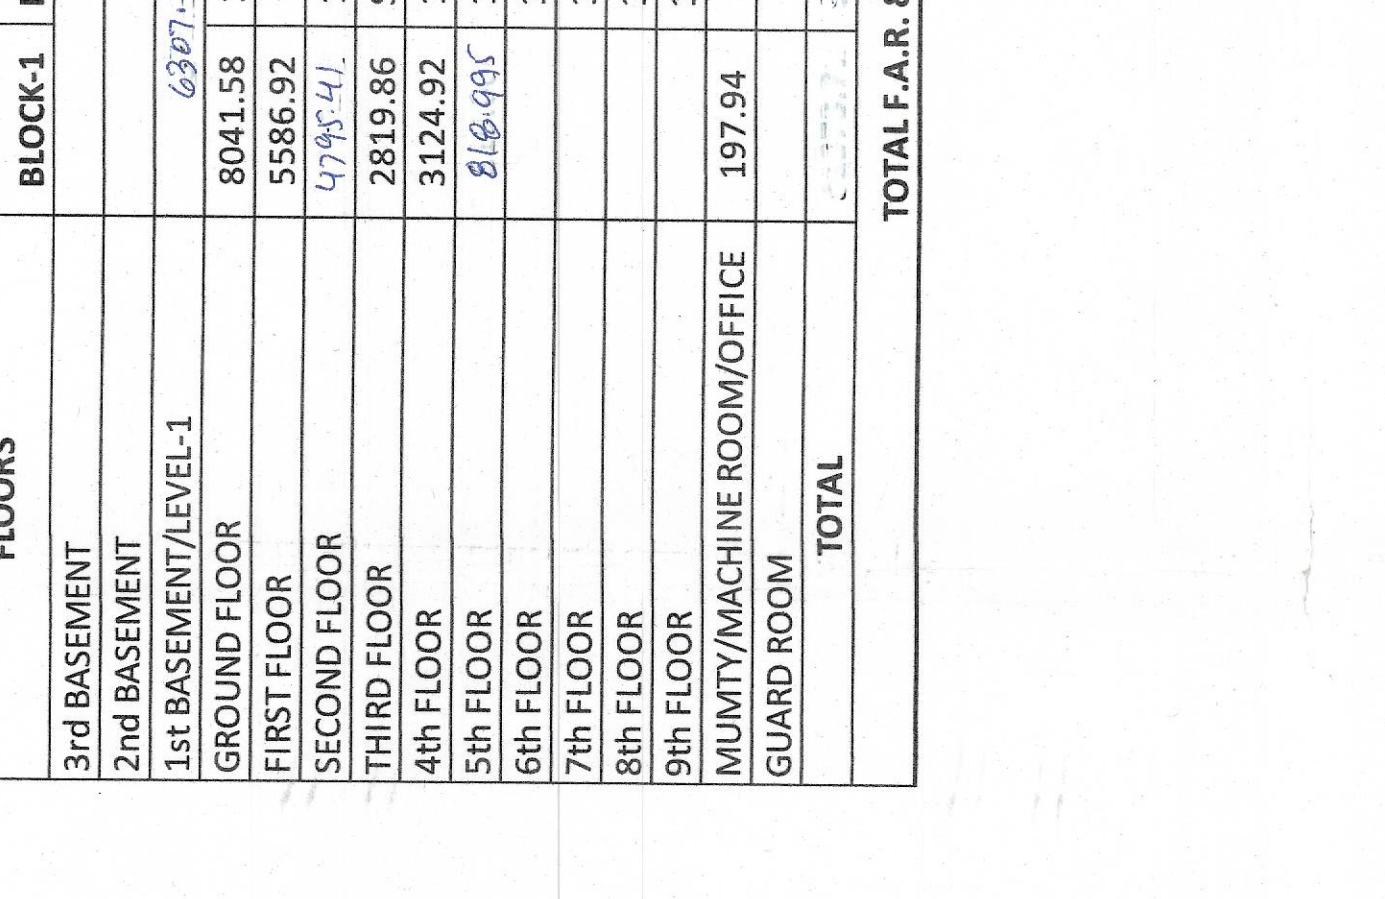 FLOORS BLOCK-1
3rd BASEMENT
2nd BASEMENT
1st BASEMENT/LEVEL-1 6307.
GROUND FLOOR 8041.58
FIRST FLOOR 5586.92
SECOND FLOOR 4795.41
THIRD FLOOR 2819.86
4th FLOOR 3124.92
5th FLOOR 818.995
6th FLOOR
7th FLOOR
8th FLOOR
9th FLOOR
MUMTY/MACHINE ROOM/OFFICE 197.94
GUARD ROOM
TOTAL
TOTAL F.A.R.